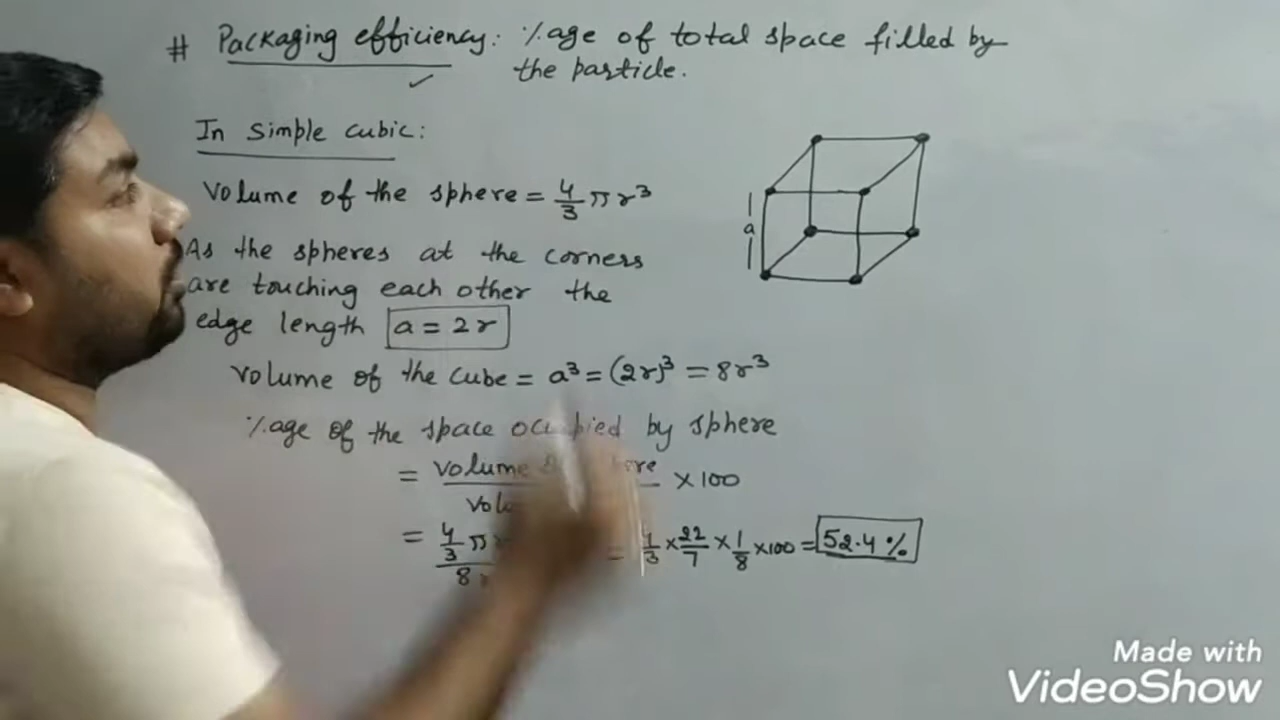 # Packaging efficiency: %age of total space filled by
the particle.
In simple cubic:
Volume of the sphere = 4/3 πr³
As the spheres at the corners
are touching each other the
edge length a = 2r
a
Volume of the cube = a³ = (2r)³ = 8r³
%age of the space occupied by sphere
= volume × 100
= 4/3 π / 8
= 4/3 × 22/7 × 1/8 × 100 = 52.4 %
Made with
VideoShow